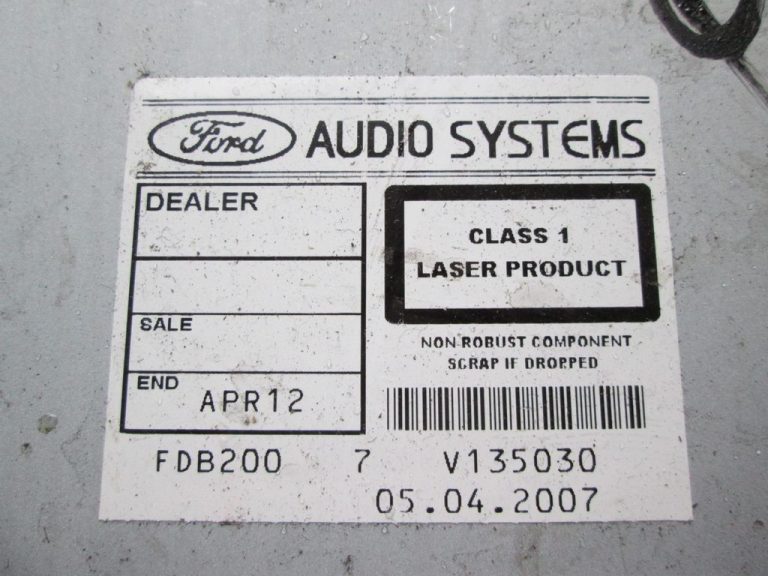 Ford AUDIO SYSTEMS
DEALER
SALE
END APR12
CLASS 1
LASER PRODUCT
NON ROBUST COMPONENT
SCRAP IF DROPPED
FDB200 7 V135030
05.04.2007